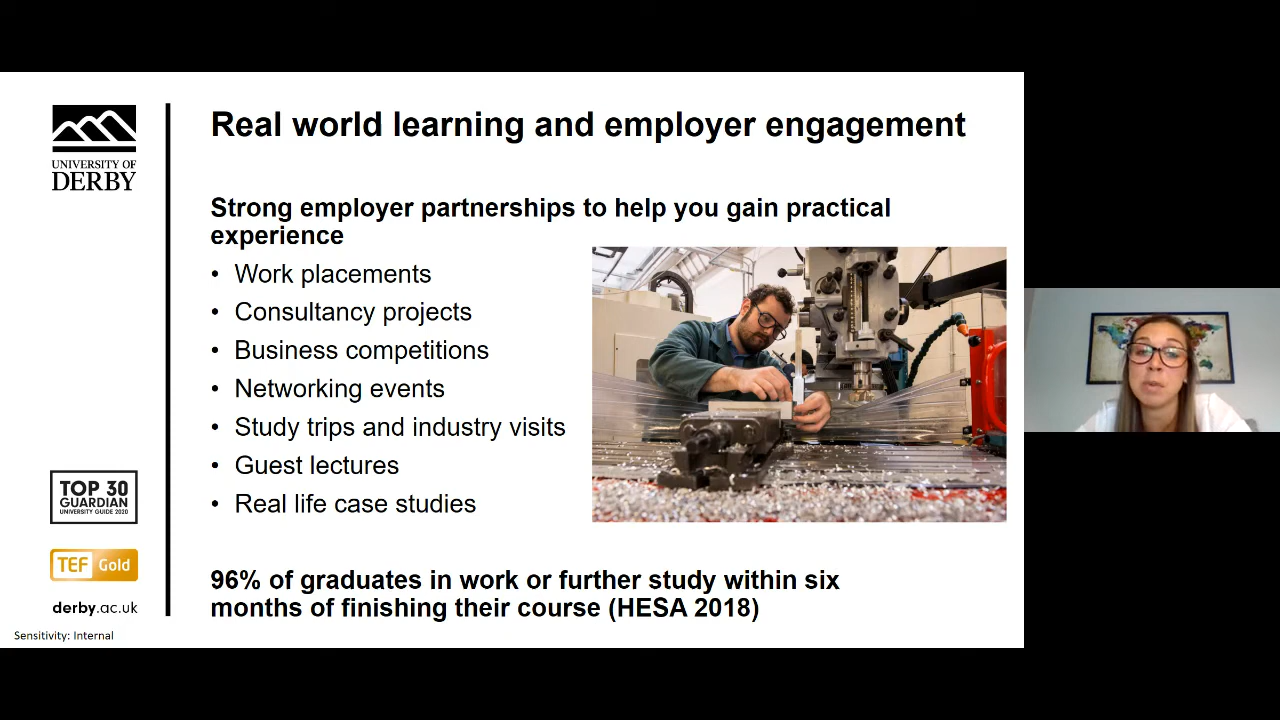 Real world learning and employer engagement
UNIVERSITY OF
DERBY
Strong employer partnerships to help you gain practical
experience
• Work placements
• Consultancy projects
• Business competitions
• Networking events
• Study trips and industry visits
• Guest lectures
• Real life case studies
TOP 30
GUARDIAN
UNIVERSITY GUIDE 2020
TEF Gold
96% of graduates in work or further study within six
months of finishing their course (HESA 2018)
derby.ac.uk
Sensitivity: Internal